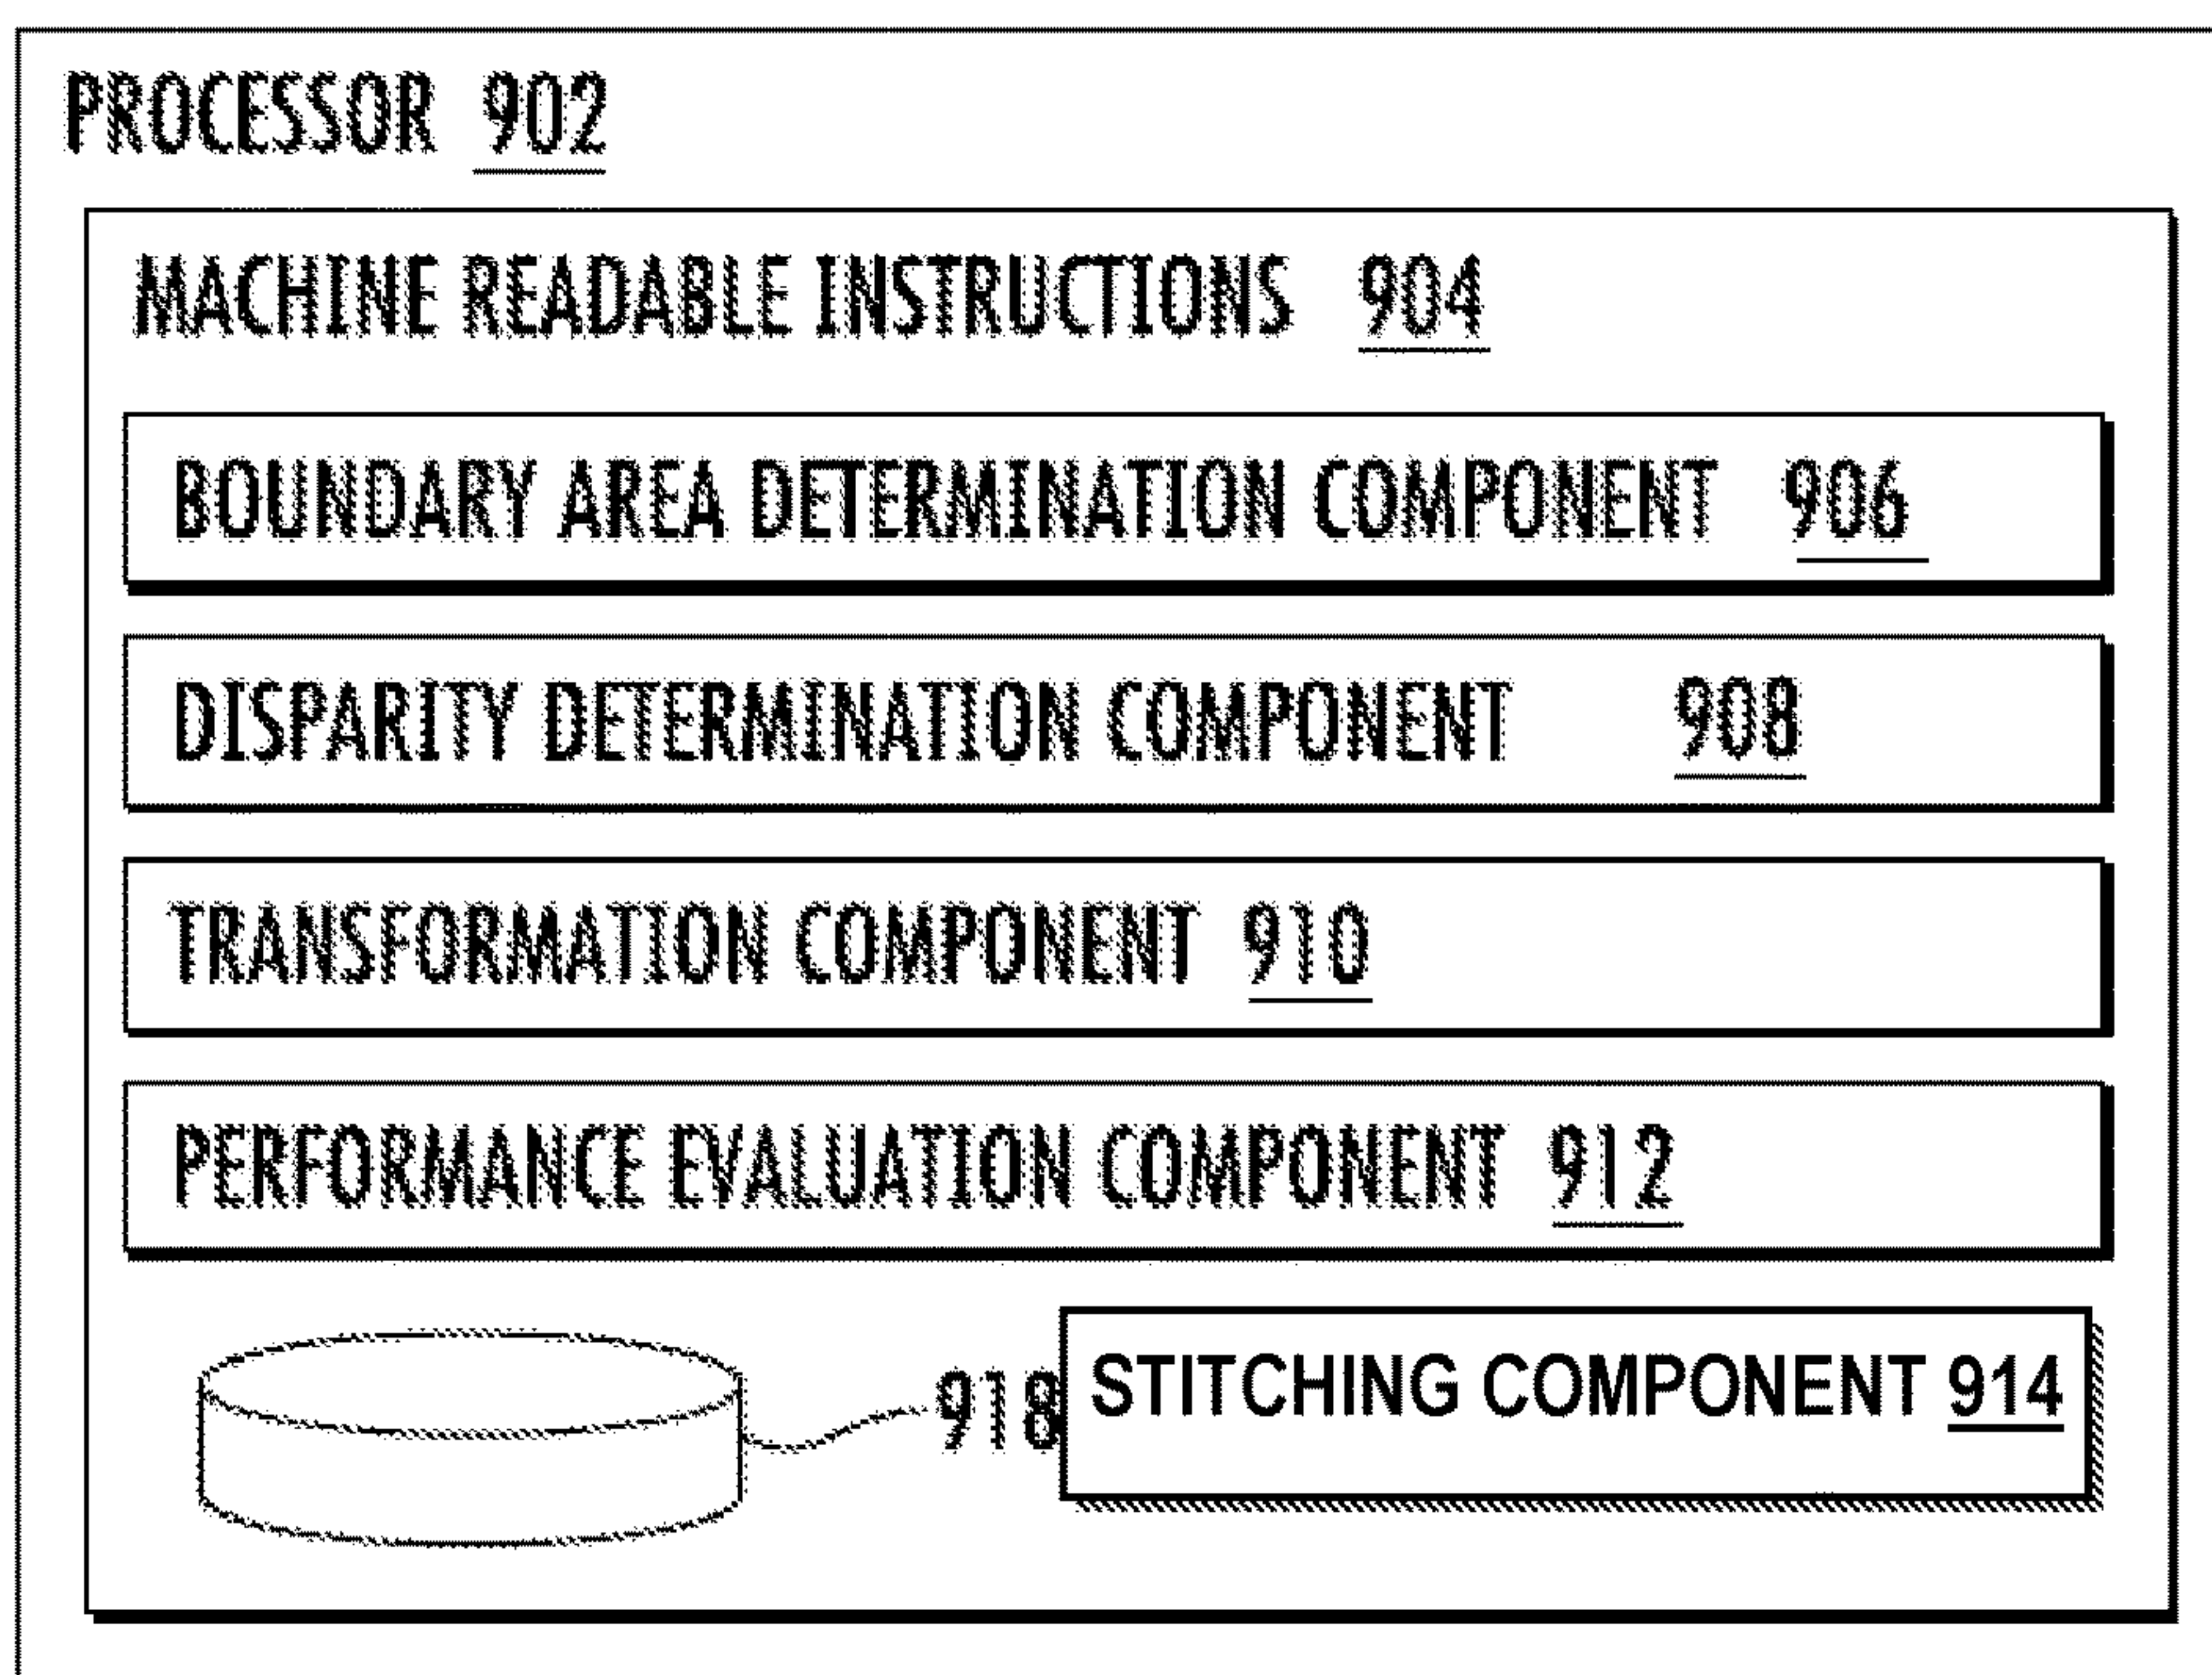 PROCESSOR 902
MACHINE READABLE INSTRUCTIONS 904
BOUNDARY AREA DETERMINATION COMPONENT 906
DISPARITY DETERMINATION COMPONENT 908
TRANSFORMATION COMPONENT 910
PERFORMANCE EVALUATION COMPONENT 912
918
STITCHING COMPONENT 914